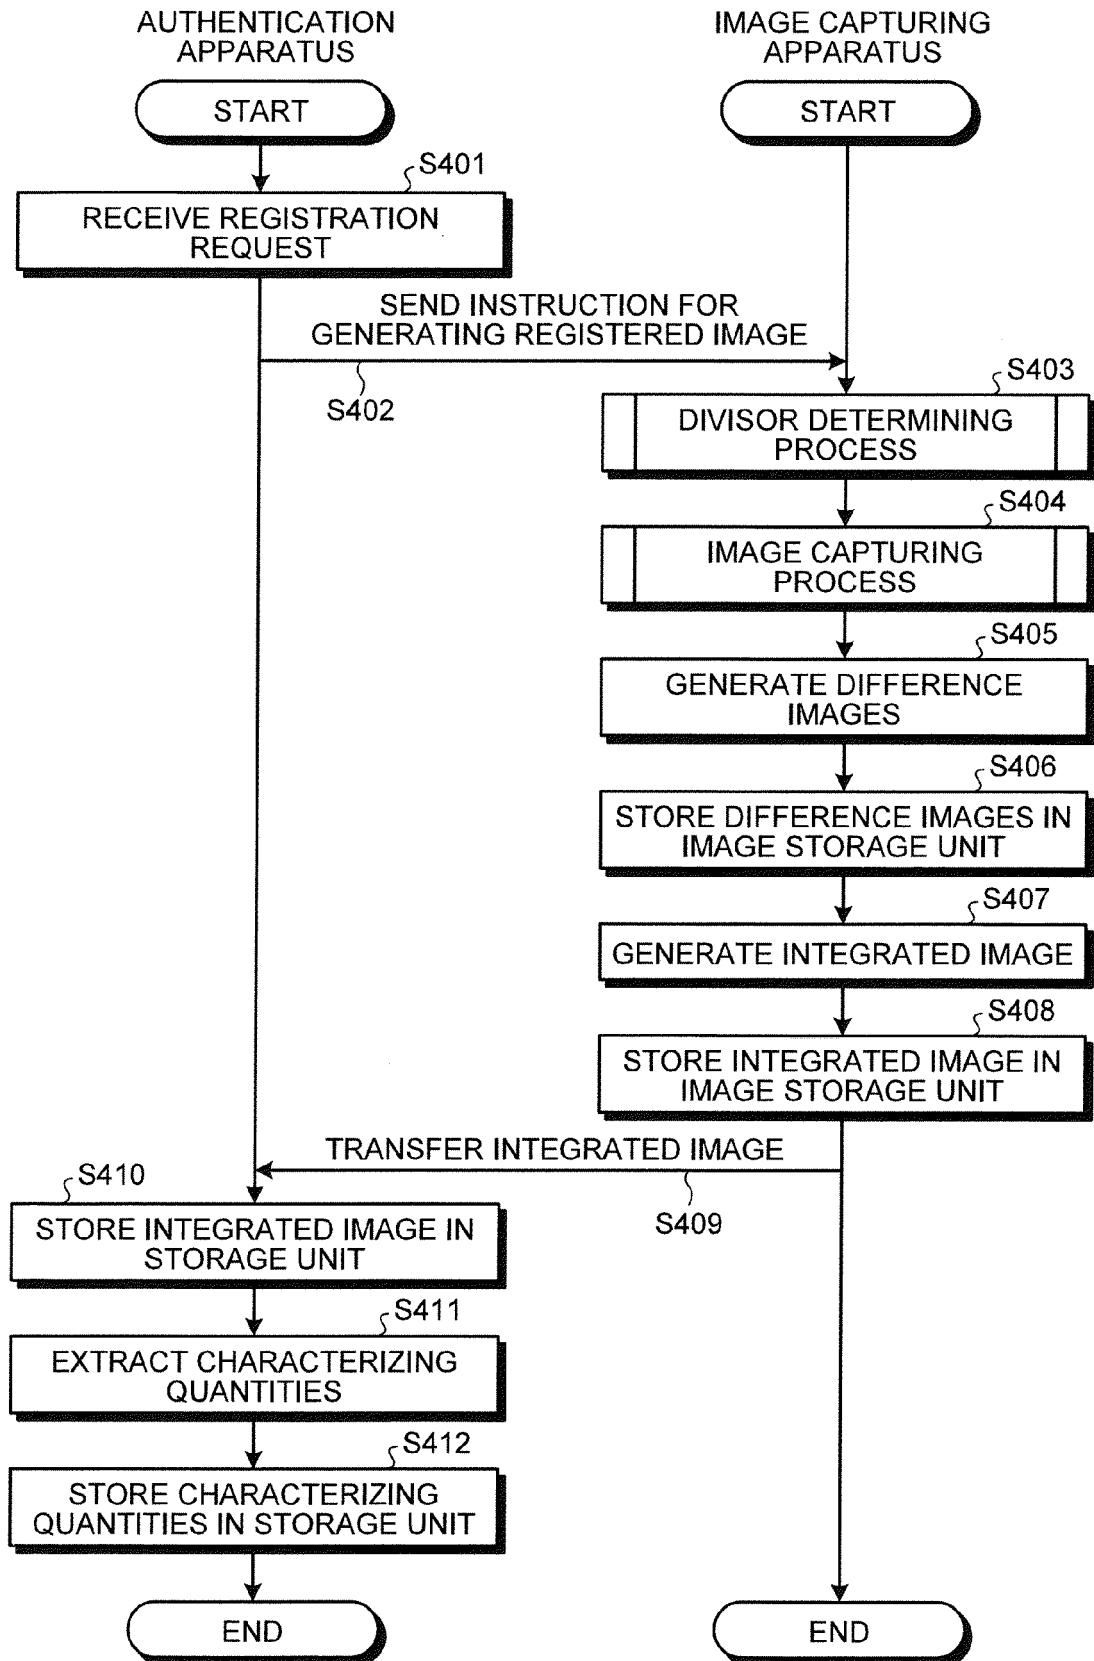 AUTHENTICATION
APPARATUS
IMAGE CAPTURING
APPARATUS
START
START
S401
RECEIVE REGISTRATION
REQUEST
SEND INSTRUCTION FOR
GENERATING REGISTERED IMAGE
S402
S403
DIVISOR DETERMINING
PROCESS
S404
IMAGE CAPTURING
PROCESS
S405
GENERATE DIFFERENCE
IMAGES
S406
STORE DIFFERENCE IMAGES IN
IMAGE STORAGE UNIT
S407
GENERATE INTEGRATED IMAGE
S408
STORE INTEGRATED IMAGE IN
IMAGE STORAGE UNIT
TRANSFER INTEGRATED IMAGE
S409
S410
STORE INTEGRATED IMAGE IN
STORAGE UNIT
S411
EXTRACT CHARACTERIZING
QUANTITIES
S412
STORE CHARACTERIZING
QUANTITIES IN STORAGE UNIT
END
END